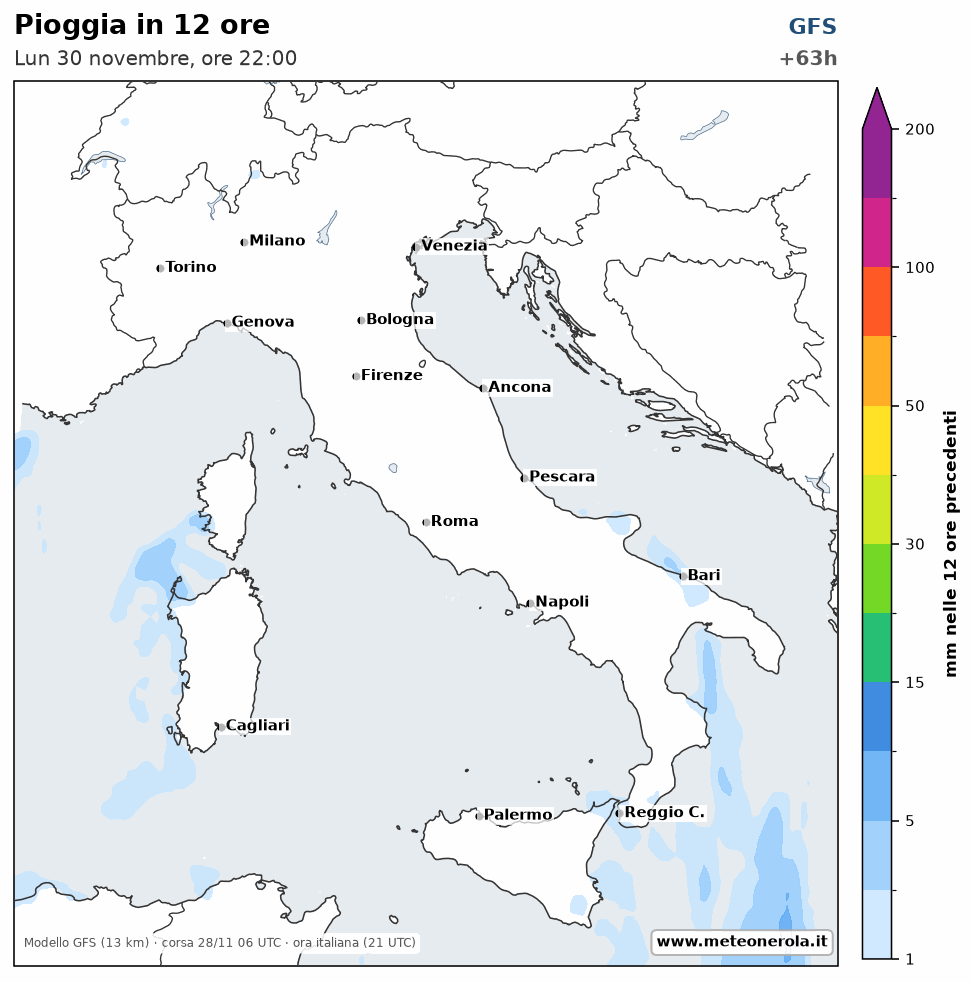 Pioggia in 12 ore
GFS
Lun 30 novembre, ore 22:00
+63h
200
100
50
30
15
5
1
mm nelle 12 ore precedenti
Milano
Venezia
Torino
Genova
Bologna
Firenze
Ancona
Pescara
Roma
Bari
Napoli
Cagliari
Palermo
Reggio C.
Modello GFS (13 km) · corsa 28/11 06 UTC · ora italiana (21 UTC)
www.meteonerola.it